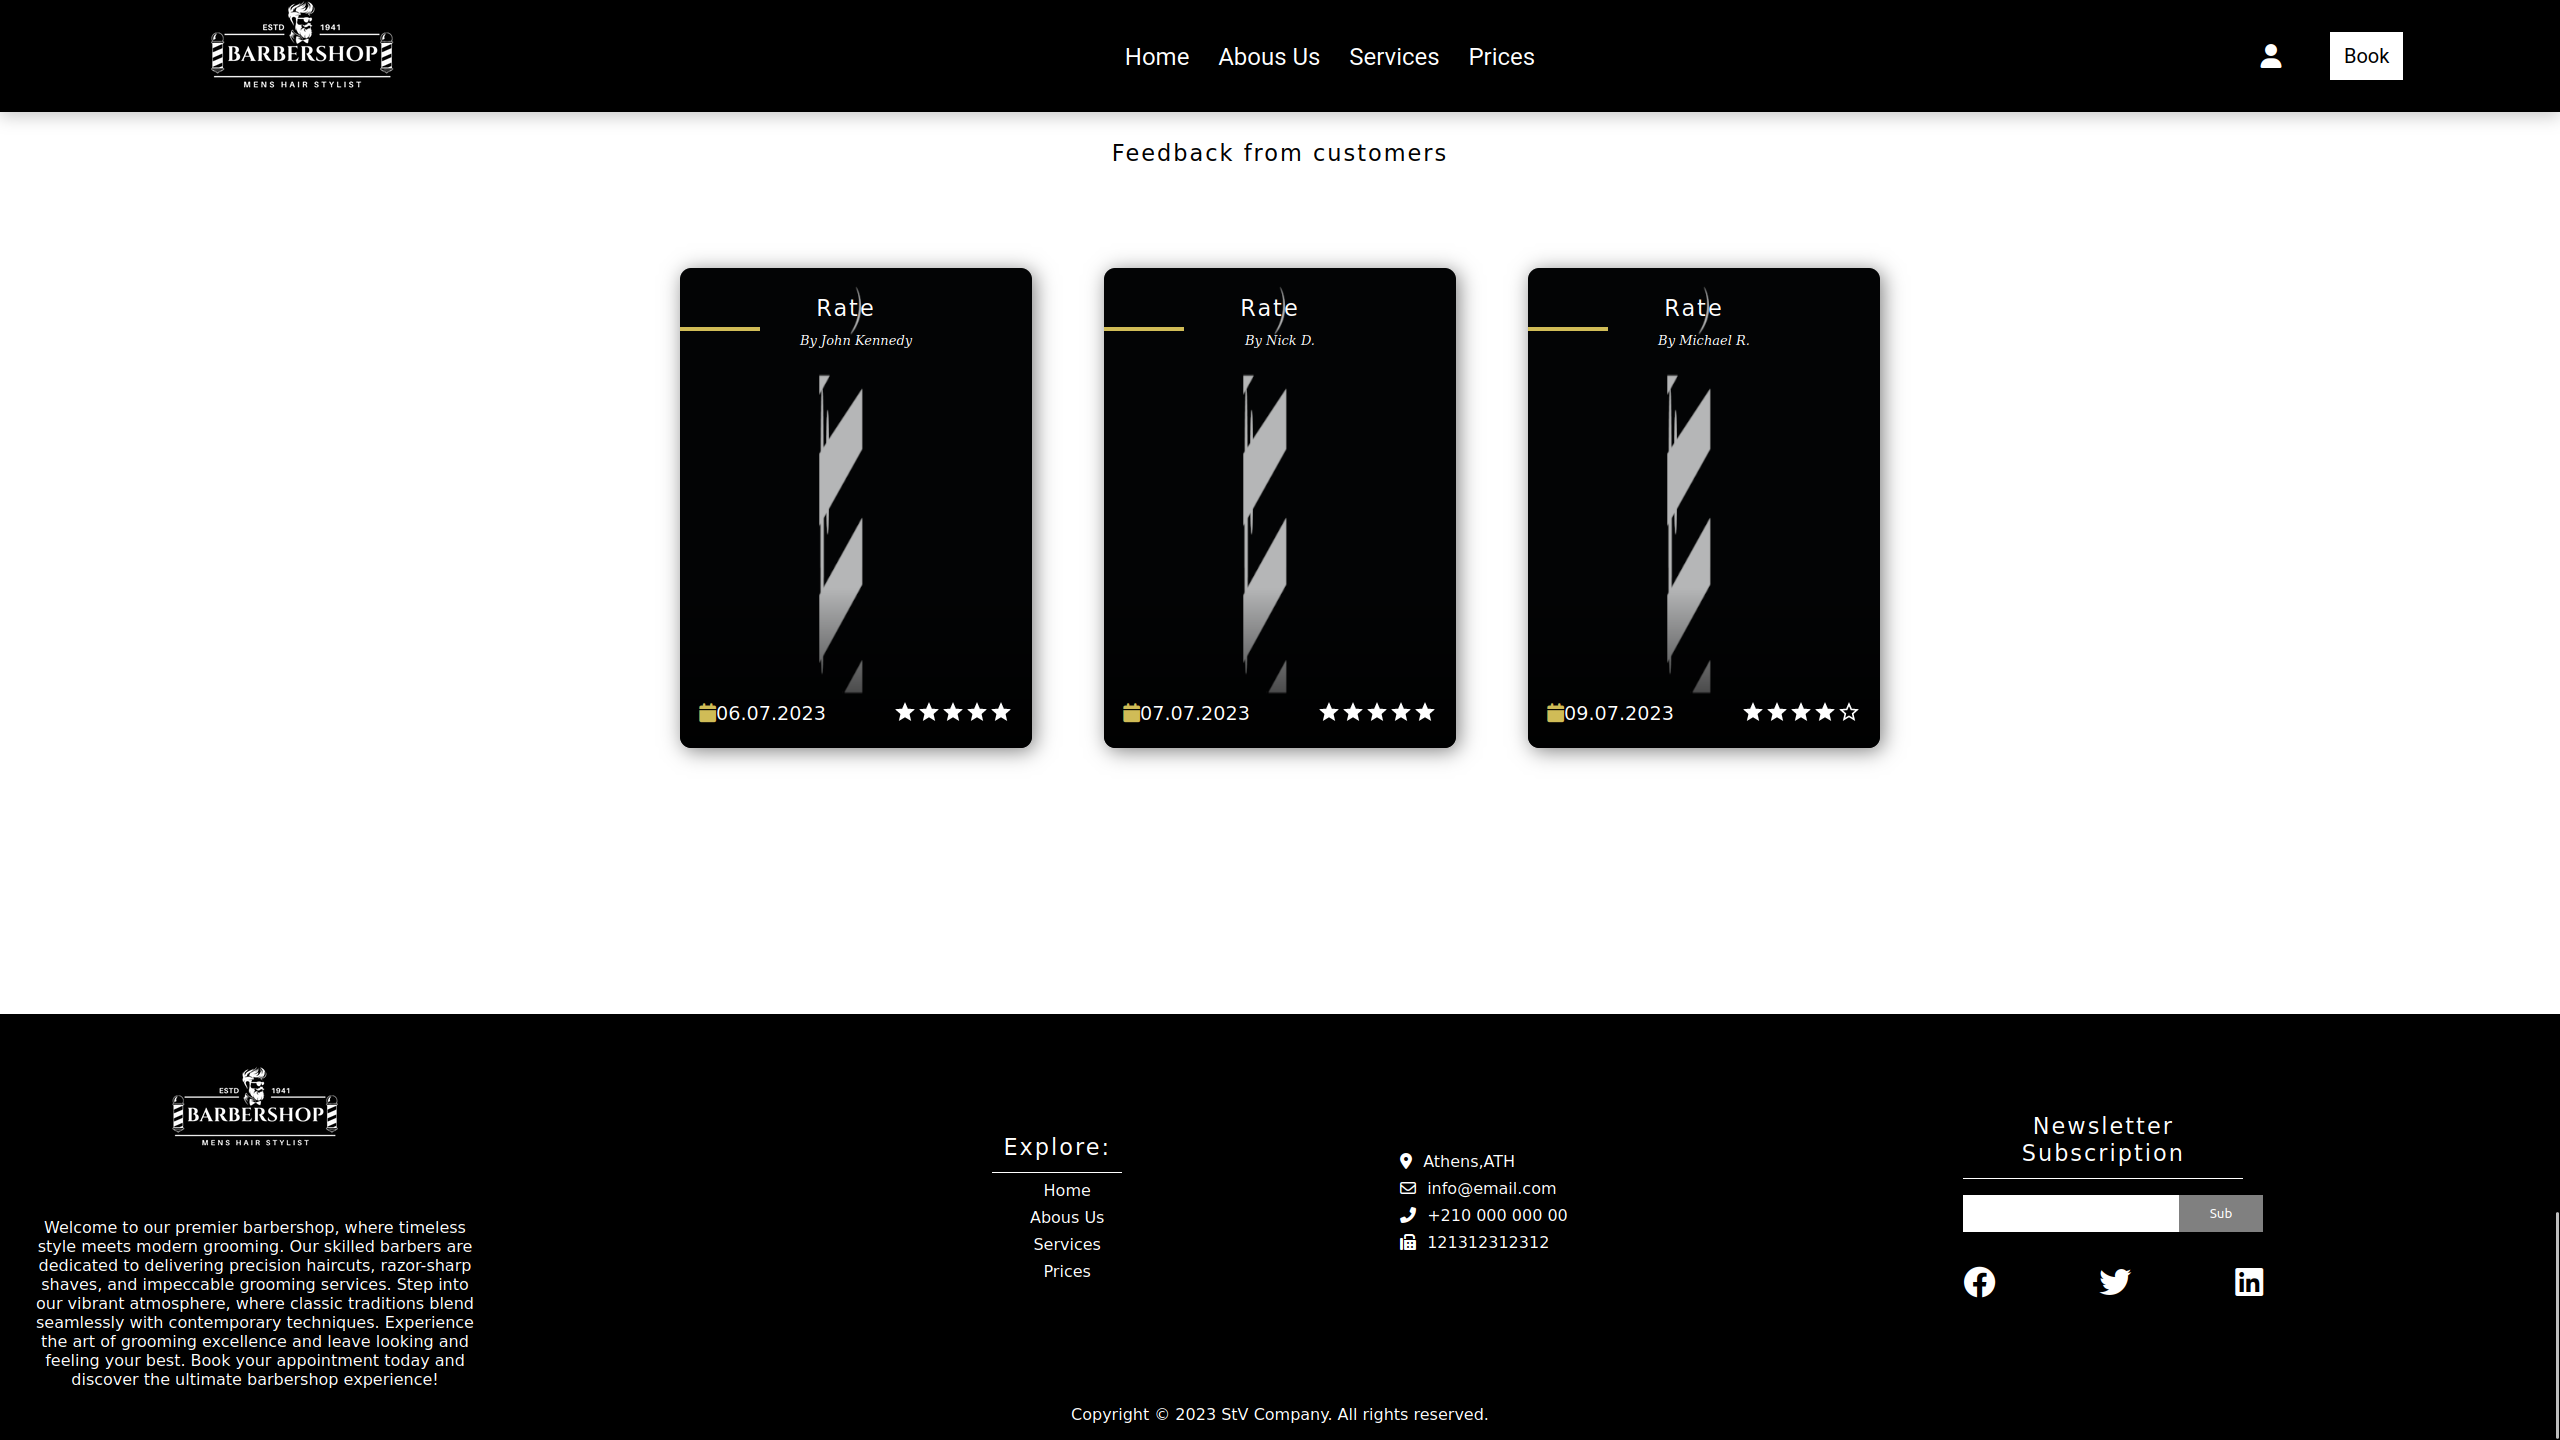 ESTD 1941
BARBERSHOP
MENS HAIR STYLIST
Home Abous Us Services Prices
Book
Feedback from customers
Rate
By John Kennedy
06.07.2023
Rate
By Nick D.
07.07.2023
Rate
By Michael R.
09.07.2023
ESTD 1941
BARBERSHOP
MENS HAIR STYLIST
Welcome to our premier barbershop, where timeless
style meets modern grooming. Our skilled barbers are
dedicated to delivering precision haircuts, razor-sharp
shaves, and impeccable grooming services. Step into
our vibrant atmosphere, where classic traditions blend
seamlessly with contemporary techniques. Experience
the art of grooming excellence and leave looking and
feeling your best. Book your appointment today and
discover the ultimate barbershop experience!
Explore:
Home
Abous Us
Services
Prices
Athens,ATH
info@email.com
+210 000 000 00
121312312312
Newsletter
Subscription
Sub
Copyright © 2023 StV Company. All rights reserved.